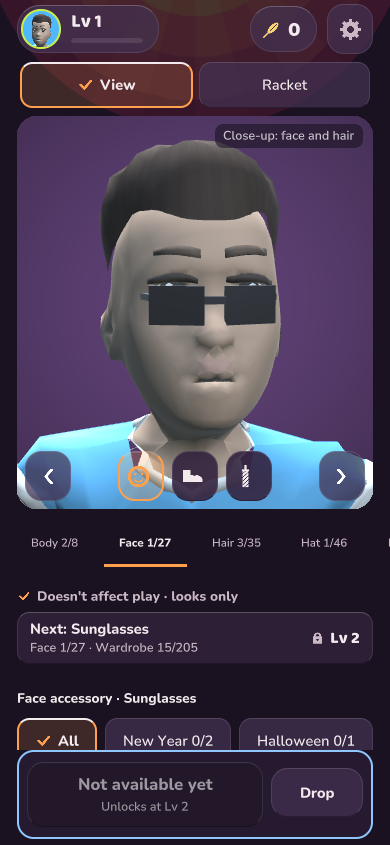 Lv 1
0
View
Racket
Close-up: face and hair
Body 2/8
Face 1/27
Hair 3/35
Hat 1/46
Doesn't affect play · looks only
Next: Sunglasses
Face 1/27 · Wardrobe 15/205
Lv 2
Face accessory · Sunglasses
All
New Year 0/2
Halloween 0/1
Not available yet
Unlocks at Lv 2
Drop